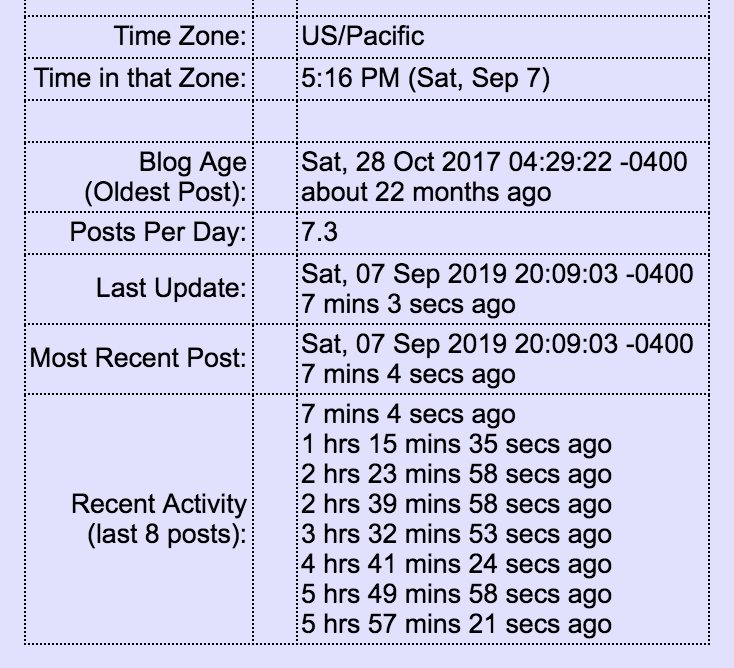 Time Zone: US/Pacific
Time in that Zone: 5:16 PM (Sat, Sep 7)
Blog Age
(Oldest Post):
Sat, 28 Oct 2017 04:29:22 -0400
about 22 months ago
Posts Per Day: 7.3
Last Update:
Sat, 07 Sep 2019 20:09:03 -0400
7 mins 3 secs ago
Most Recent Post:
Sat, 07 Sep 2019 20:09:03 -0400
7 mins 4 secs ago
Recent Activity
(last 8 posts):
7 mins 4 secs ago
1 hrs 15 mins 35 secs ago
2 hrs 23 mins 58 secs ago
2 hrs 39 mins 58 secs ago
3 hrs 32 mins 53 secs ago
4 hrs 41 mins 24 secs ago
5 hrs 49 mins 58 secs ago
5 hrs 57 mins 21 secs ago